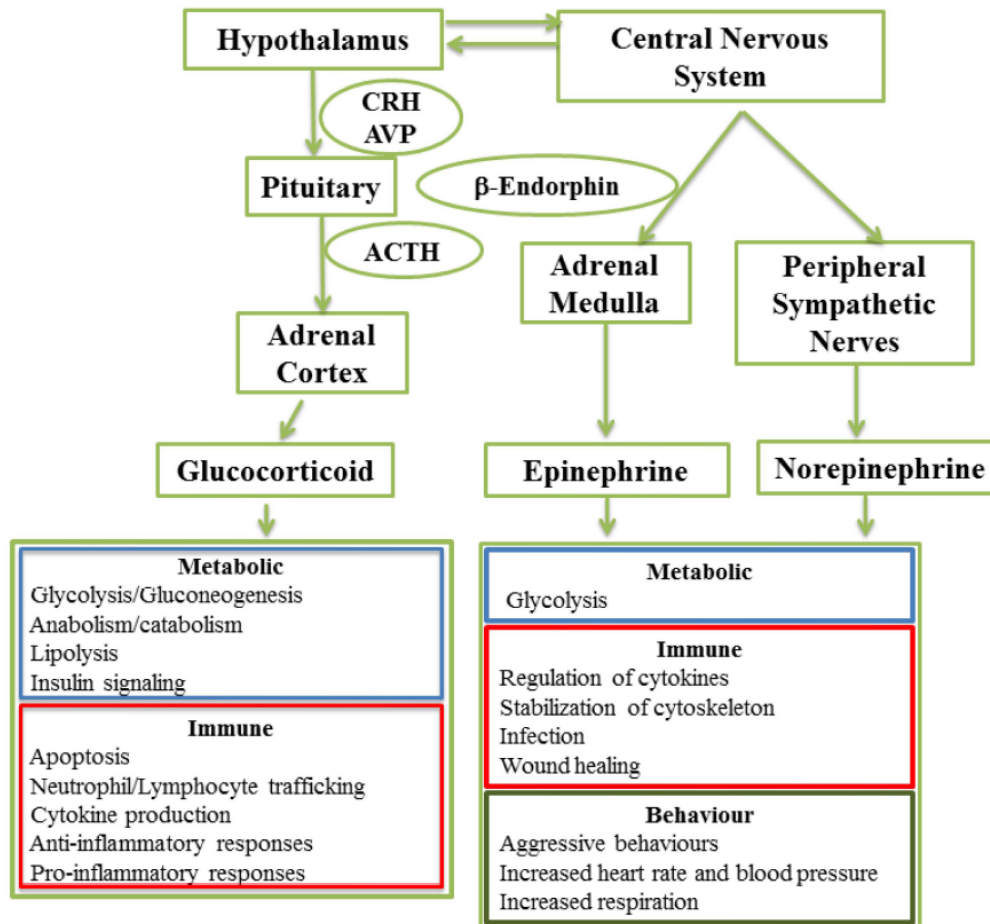 Hypothalamus
Central Nervous
System
CRH
AVP
Pituitary
β-Endorphin
ACTH
Adrenal
Medulla
Peripheral
Sympathetic
Nerves
Adrenal
Cortex
Glucocorticoid
Epinephrine
Norepinephrine
Metabolic
Glycolysis/Gluconeogenesis
Anabolism/catabolism
Lipolysis
Insulin signaling
Immune
Apoptosis
Neutrophil/Lymphocyte trafficking
Cytokine production
Anti-inflammatory responses
Pro-inflammatory responses
Metabolic
Glycolysis
Immune
Regulation of cytokines
Stabilization of cytoskeleton
Infection
Wound healing
Behaviour
Aggressive behaviours
Increased heart rate and blood pressure
Increased respiration